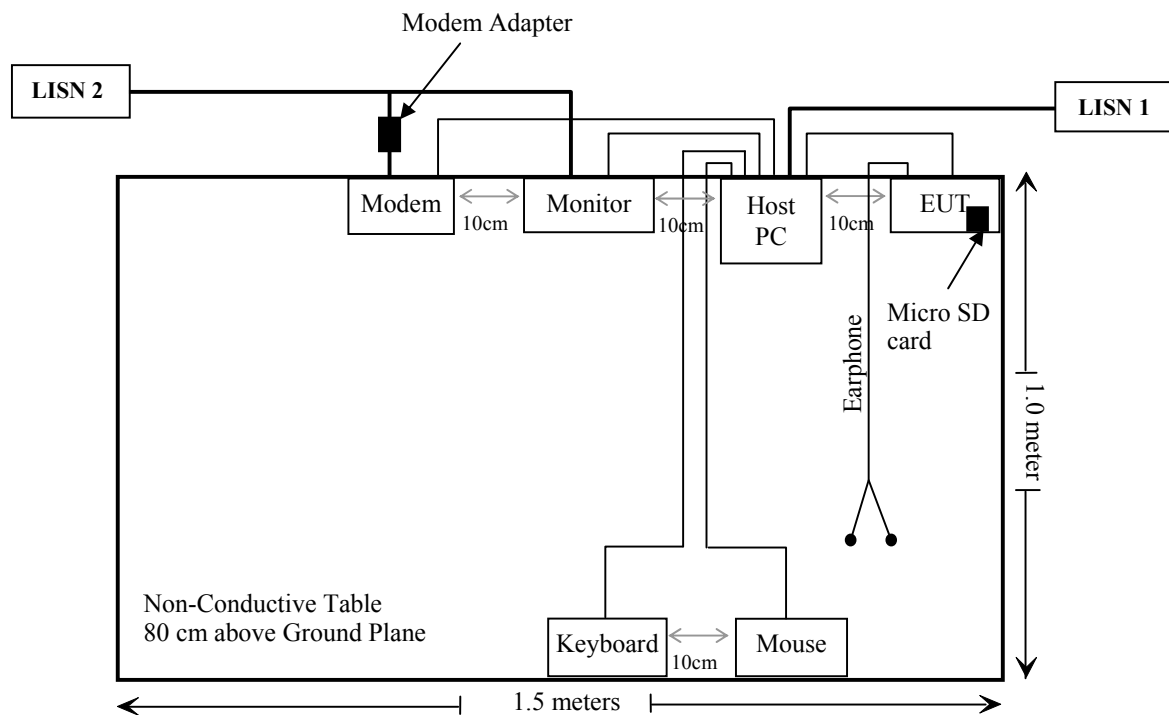 Modem Adapter
LISN 2
LISN 1
Modem
10cm
Monitor
10cm
Host
PC
10cm
EUT
Micro SD
card
Earphone
1.0 meter
Non-Conductive Table
80 cm above Ground Plane
Keyboard
10cm
Mouse
1.5 meters